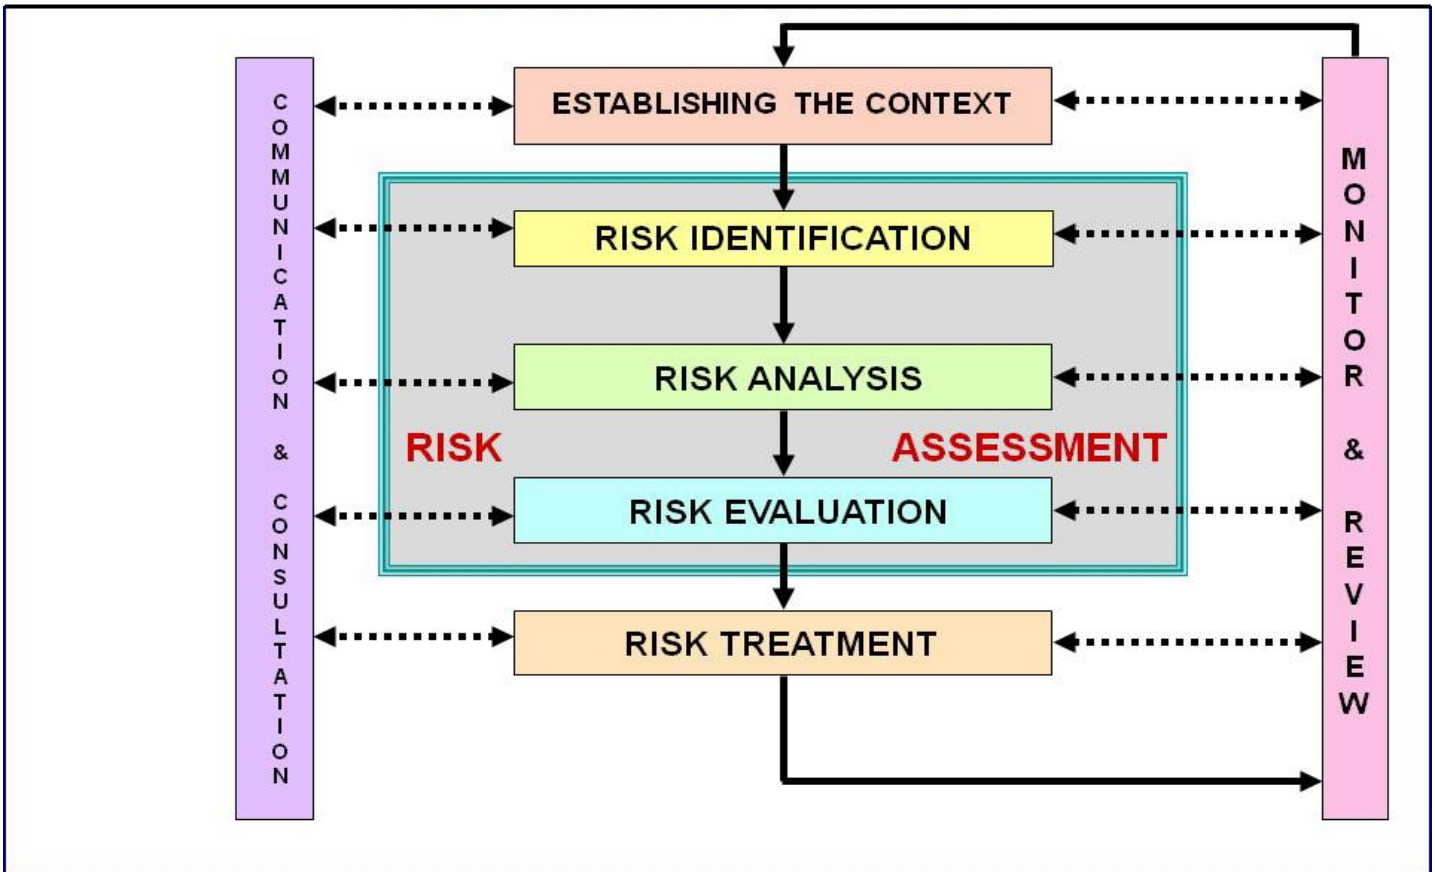 COMMUNICATION & CONSULTATION
ESTABLISHING THE CONTEXT
RISK IDENTIFICATION
RISK ANALYSIS
RISK ASSESSMENT
RISK EVALUATION
RISK TREATMENT
MONITOR & REVIEW